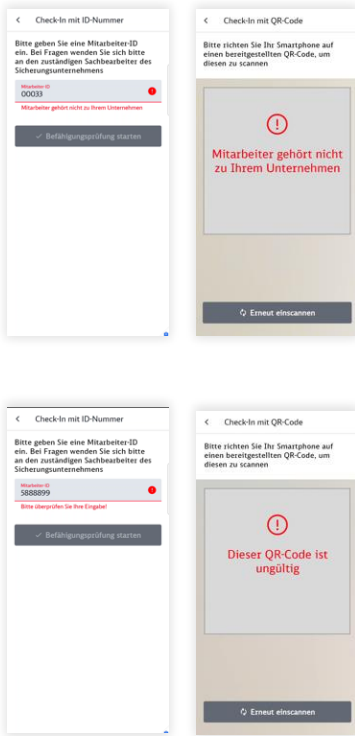 Check-In mit ID-Nummer
Bitte geben Sie eine Mitarbeiter-ID
ein. Bei Fragen wenden Sie sich bitte
an den zuständigen Sachbearbeiter des
Sicherungsunternehmens
Mitarbeiter-ID
00033
Mitarbeiter gehört nicht zu Ihrem Unternehmen
Befähigungsprüfung starten
Check-In mit QR-Code
Bitte richten Sie Ihr Smartphone auf
einen bereitgestellten QR-Code, um
diesen zu scannen
Mitarbeiter gehört nicht
zu Ihrem Unternehmen
Erneut einscannen
Check-In mit ID-Nummer
Bitte geben Sie eine Mitarbeiter-ID
ein. Bei Fragen wenden Sie sich bitte
an den zuständigen Sachbearbeiter des
Sicherungsunternehmens
Mitarbeiter-ID
5888899
Bitte überprüfen Sie Ihre Eingabe!
Befähigungsprüfung starten
Check-In mit QR-Code
Bitte richten Sie Ihr Smartphone auf
einen bereitgestellten QR-Code, um
diesen zu scannen
Dieser QR-Code ist
ungültig
Erneut einscannen